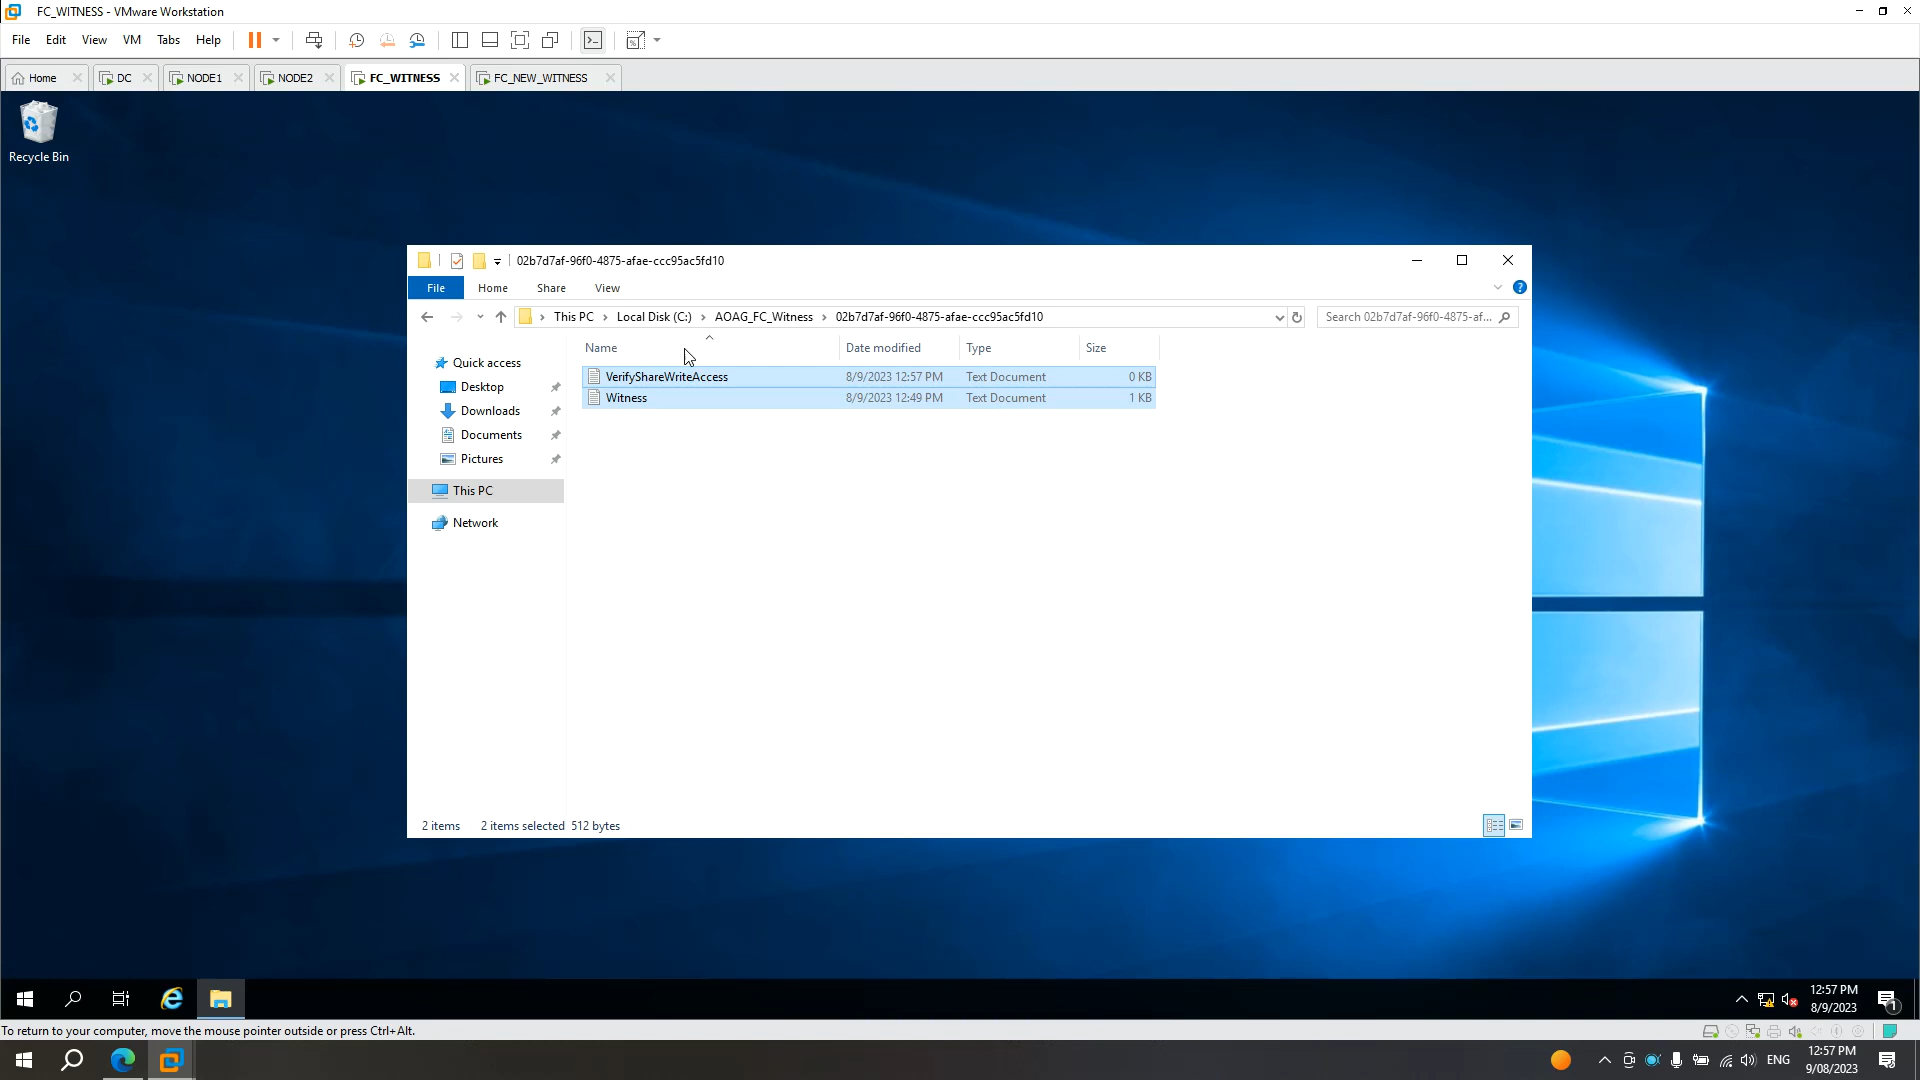 FC_WITNESS - VMware Workstation
File Edit View VM Tabs Help
Home DC NODE1 NODE2 FC_WITNESS FC_NEW_WITNESS
Recycle Bin
02b7d7af-96f0-4875-afae-ccc95ac5fd10
File Home Share View
This PC Local Disk (C:) AOAG_FC_Witness 02b7d7af-96f0-4875-afae-ccc95ac5fd10
Search 02b7d7af-96f0-4875-af...
Name Date modified Type Size
Quick access
VerifyShareWriteAccess 8/9/2023 12:57 PM Text Document 0 KB
Desktop
Witness 8/9/2023 12:49 PM Text Document 1 KB
Downloads
Documents
Pictures
This PC
Network
2 items 2 items selected 512 bytes
12:57 PM
8/9/2023
1
To return to your computer, move the mouse pointer outside or press Ctrl+Alt.
ENG
12:57 PM
9/08/2023